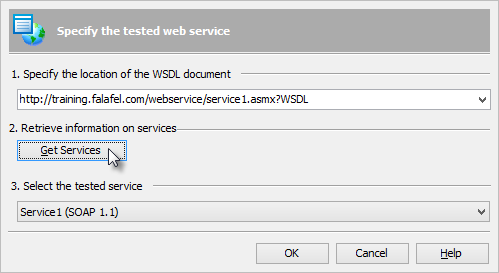 Specify the tested web service
1. Specify the location of the WSDL document
http://training.falafel.com/webservice/service1.asmx?WSDL
2. Retrieve information on services
Get Services
3. Select the tested service
Service1 (SOAP 1.1)
OK Cancel Help